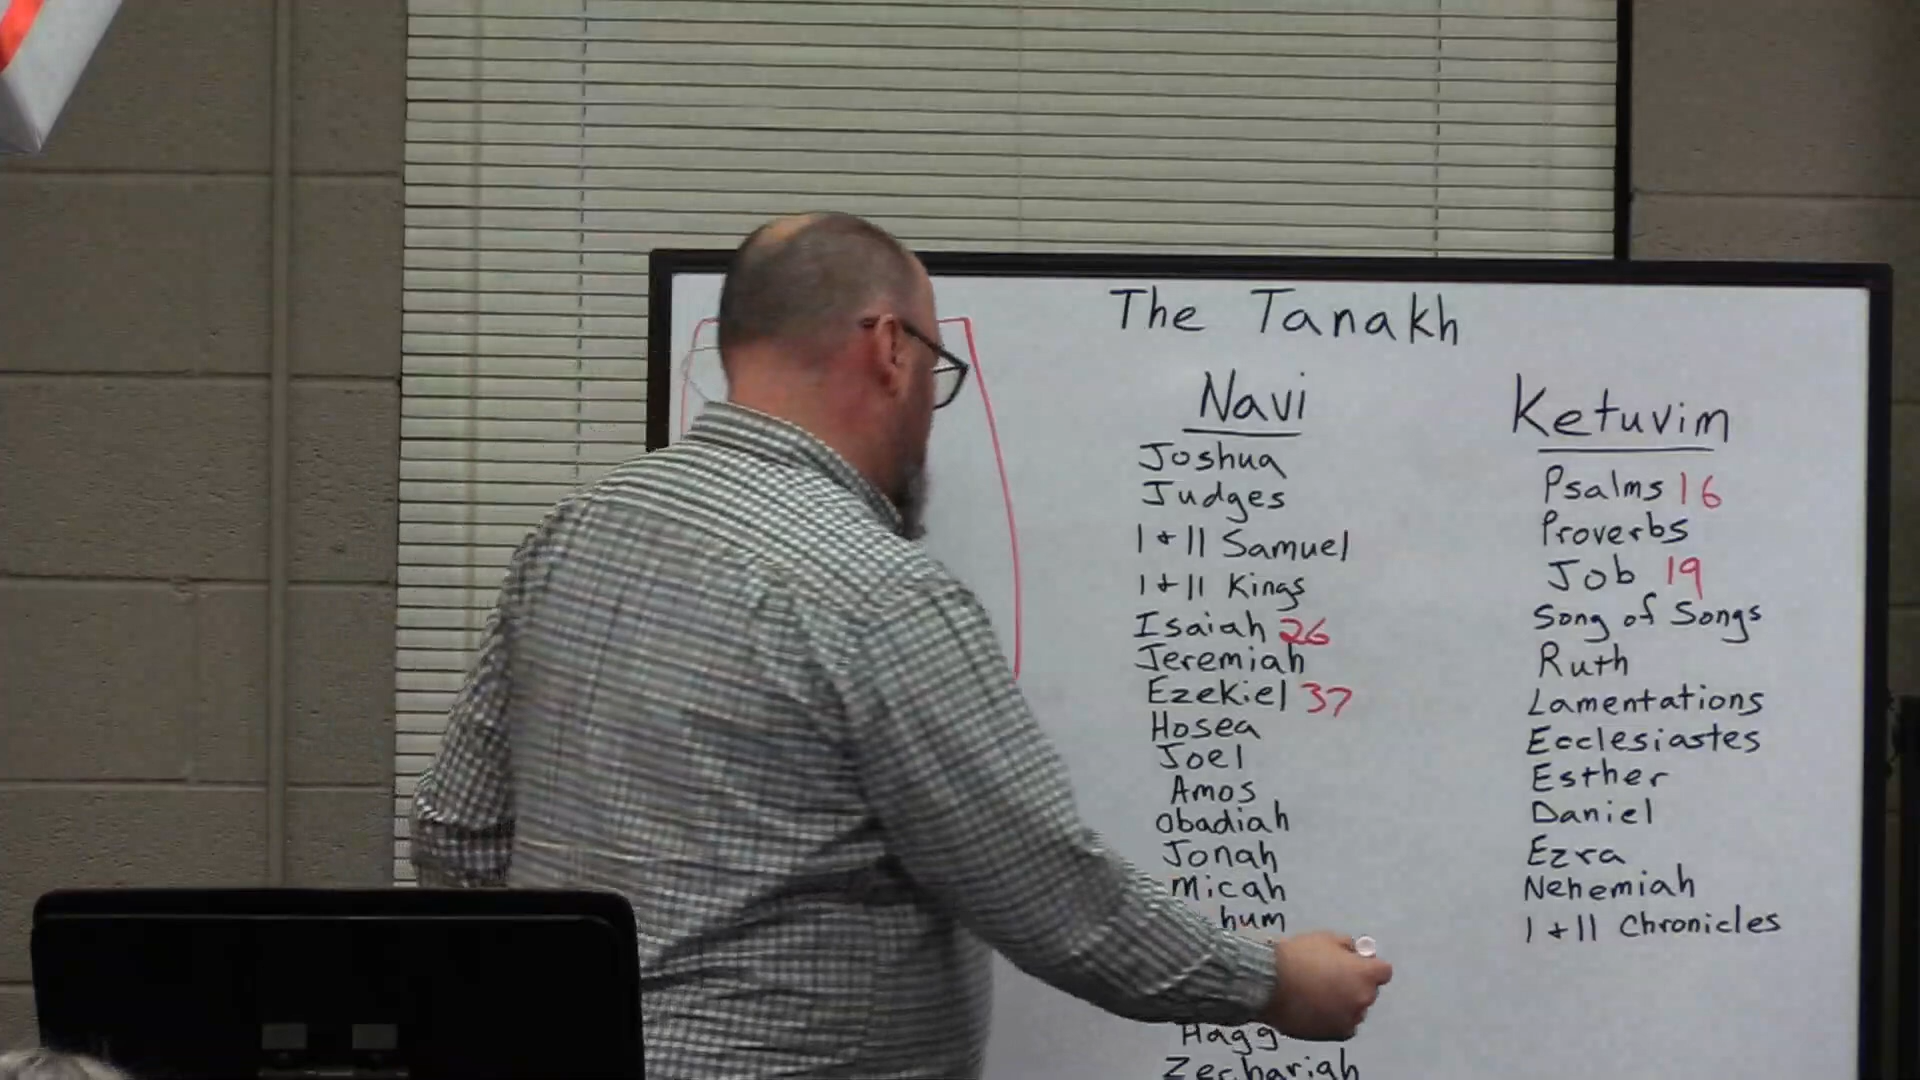 The Tanakh
Navi
Joshua
Judges
I + II Samuel
I + II Kings
Isaiah 26
Jeremiah
Ezekiel 37
Hosea
Joel
Amos
Obadiah
Jonah
Micah
hum
Hagg
Zechariah
Ketuvim
Psalms 16
Proverbs
Job 19
Song of Songs
Ruth
Lamentations
Ecclesiastes
Esther
Daniel
Ezra
Nehemiah
I + II Chronicles